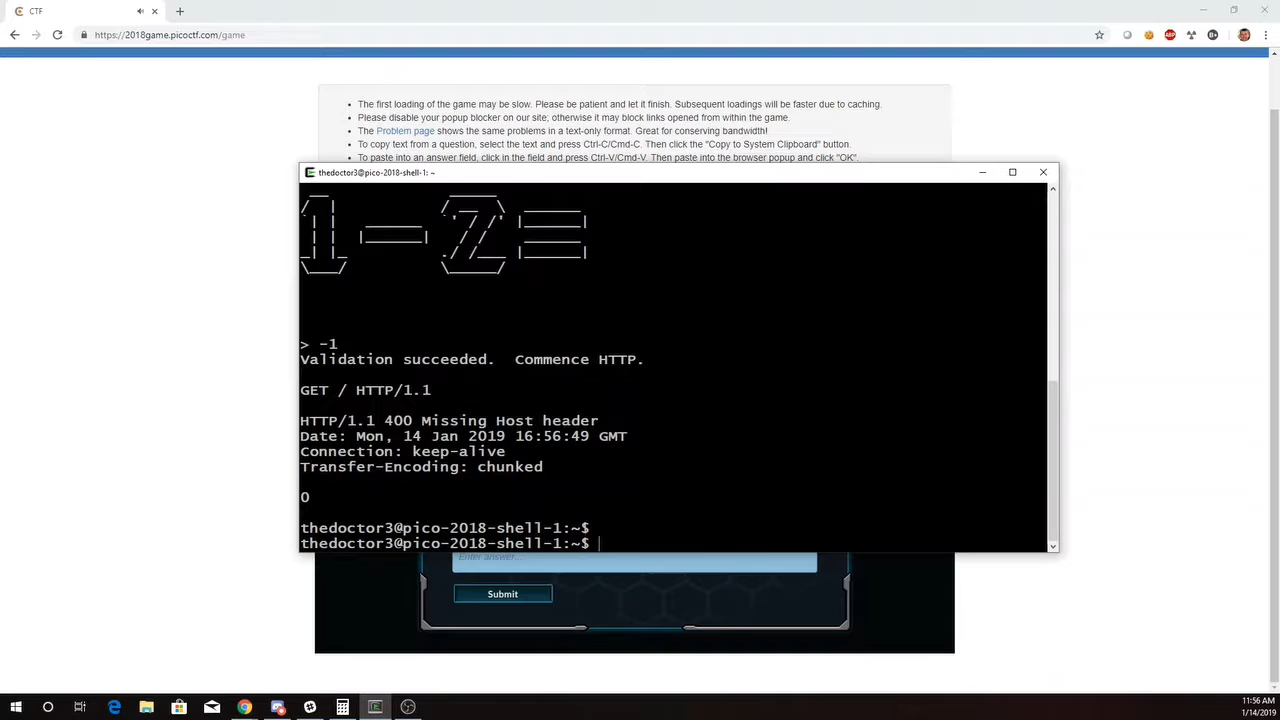 CTF
https://2018game.picoctf.com/game
The first loading of the game may be slow. Please be patient and let it finish. Subsequent loadings will be faster due to caching.
Please disable your popup blocker on our site; otherwise it may block links opened from within the game.
The Problem page shows the same problems in a text-only format. Great for conserving bandwidth!
To copy text from a question, select the text and press Ctrl-C/Cmd-C. Then click the "Copy to System Clipboard" button.
To paste into an answer field, click in the field and press Ctrl-V/Cmd-V. Then paste into the browser popup and click "OK".
thedoctor3@pico-2018-shell-1: ~
1 - 2 =
> -1
Validation succeeded.  Commence HTTP.
GET / HTTP/1.1
HTTP/1.1 400 Missing Host header
Date: Mon, 14 Jan 2019 16:56:49 GMT
Connection: keep-alive
Transfer-Encoding: chunked
0
thedoctor3@pico-2018-shell-1:~$
thedoctor3@pico-2018-shell-1:~$
Enter answer...
Submit
11:56 AM
1/14/2019